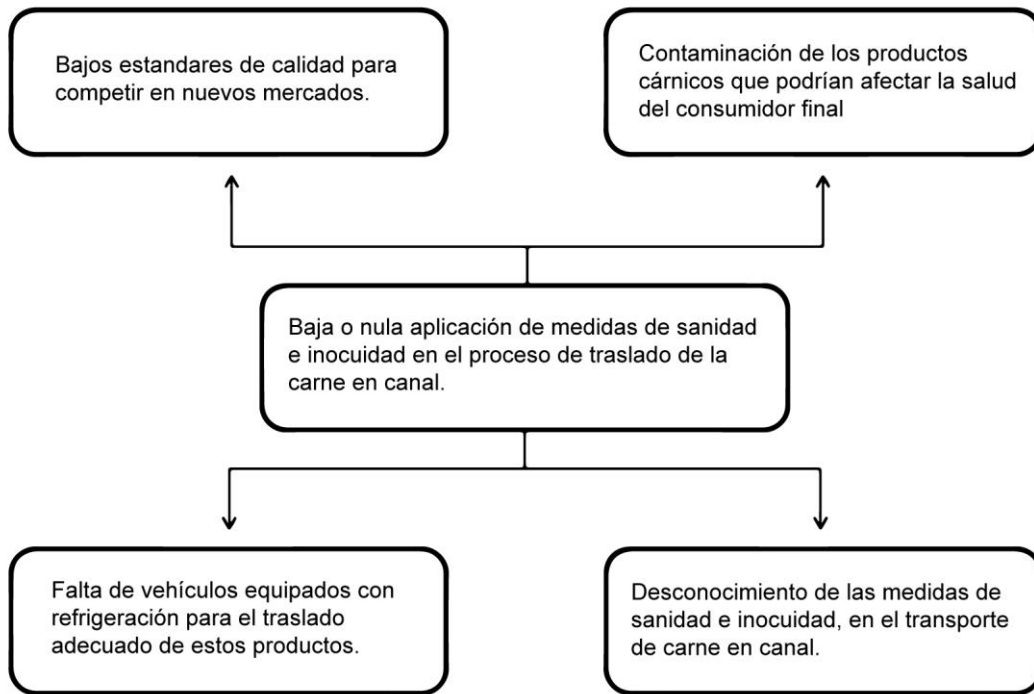 Bajos estandares de calidad para
competir en nuevos mercados.
Contaminación de los productos
cárnicos que podrían afectar la salud
del consumidor final
Baja o nula aplicación de medidas de sanidad
e inocuidad en el proceso de traslado de la
carne en canal.
Falta de vehículos equipados con
refrigeración para el traslado
adecuado de estos productos.
Desconocimiento de las medidas de
sanidad e inocuidad, en el transporte
de carne en canal.